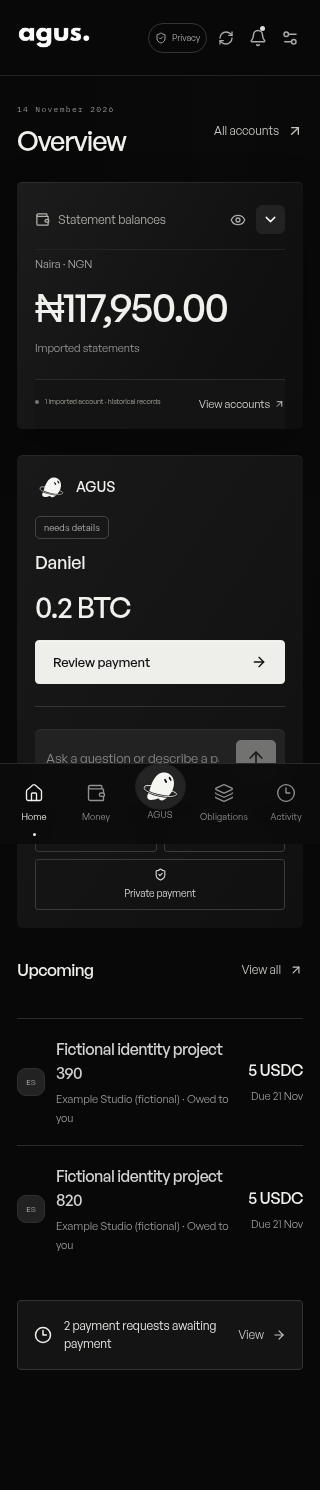 agus.
Privacy
14 November 2026
Overview
All accounts
Statement balances
Naira · NGN
₦117,950.00
Imported statements
1 imported account · historical records
View accounts
AGUS
needs details
Daniel
0.2 BTC
Review payment
Ask a question or describe a p
Home
Money
AGUS
Obligations
Activity
Private payment
Upcoming
View all
Fictional identity project
390
ES
5 USDC
Example Studio (fictional) · Owed to
you
Due 21 Nov
Fictional identity project
820
ES
5 USDC
Example Studio (fictional) · Owed to
you
Due 21 Nov
2 payment requests awaiting
payment
View